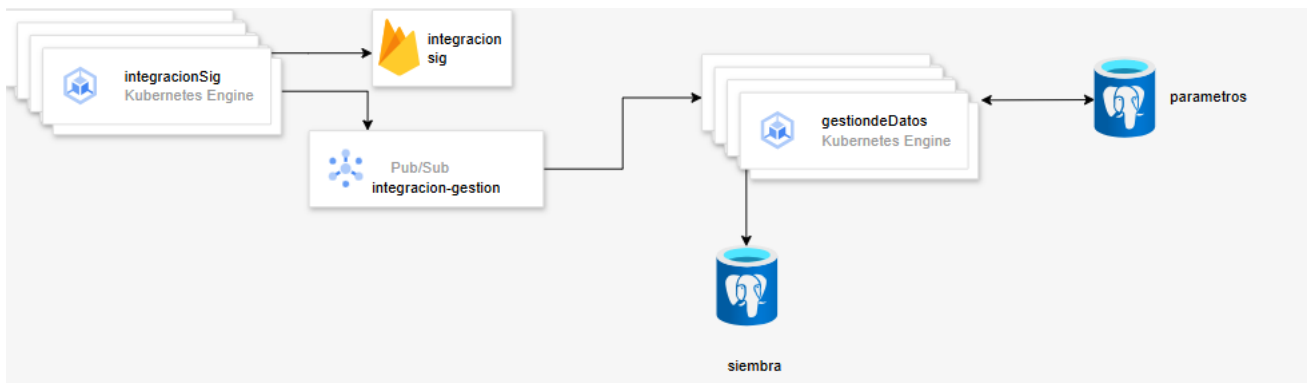 integracionSig
Kubernetes Engine
integracion
sig
Pub/Sub
integracion-gestion
gestiondeDatos
Kubernetes Engine
parametros
siembra